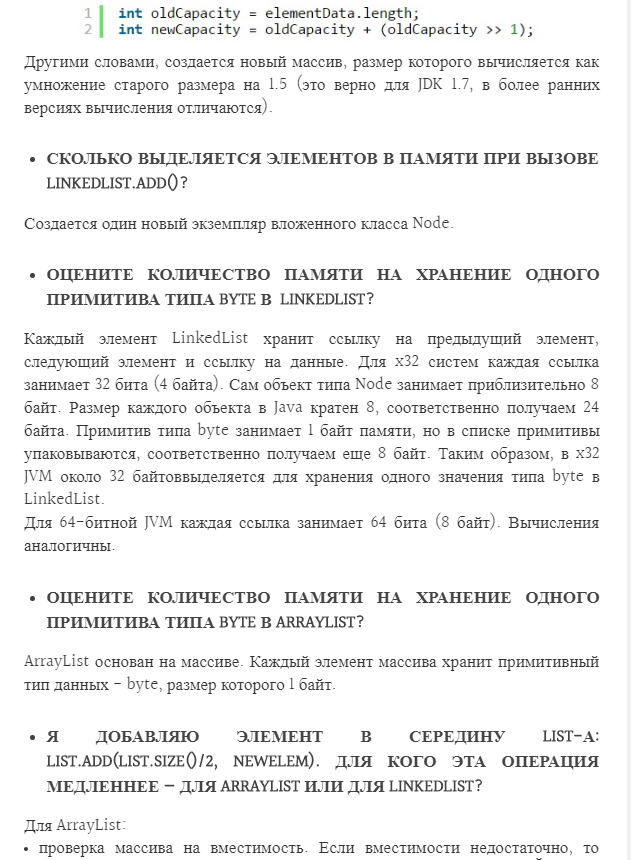 1 int oldCapacity = elementData.length;
2 int newCapacity = oldCapacity + (oldCapacity >> 1);
Другими словами, создается новый массив, размер которого вычисляется как
умножение старого размера на 1.5 (это верно для JDK 1.7, в более ранних
версиях вычисления отличаются).
• СКОЛЬКО ВЫДЕЛЯЕТСЯ ЭЛЕМЕНТОВ В ПАМЯТИ ПРИ ВЫЗОВЕ
LINKEDLIST.ADD()?
Создается один новый экземпляр вложенного класса Node.
• ОЦЕНИТЕ КОЛИЧЕСТВО ПАМЯТИ НА ХРАНЕНИЕ ОДНОГО
ПРИМИТИВА ТИПА BYTE В LINKEDLIST?
Каждый элемент LinkedList хранит ссылку на предыдущий элемент,
следующий элемент и ссылку на данные. Для x32 систем каждая ссылка
занимает 32 бита (4 байта). Сам объект типа Node занимает приблизительно 8
байт. Размер каждого объекта в Java кратен 8, соответственно получаем 24
байта. Примитив типа byte занимает 1 байт памяти, но в списке примитивы
упаковываются, соответственно получаем еще 8 байт. Таким образом, в x32
JVM около 32 байтоввыделяется для хранения одного значения типа byte в
LinkedList.
Для 64-битной JVM каждая ссылка занимает 64 бита (8 байт). Вычисления
аналогичны.
• ОЦЕНИТЕ КОЛИЧЕСТВО ПАМЯТИ НА ХРАНЕНИЕ ОДНОГО
ПРИМИТИВА ТИПА BYTE В ARRAYLIST?
ArrayList основан на массиве. Каждый элемент массива хранит примитивный
тип данных - byte, размер которого 1 байт.
• Я ДОБАВЛЯЮ ЭЛЕМЕНТ В СЕРЕДИНУ LIST-А:
LIST.ADD(LIST.SIZE()/2, NEWELEM). ДЛЯ КОГО ЭТА ОПЕРАЦИЯ
МЕДЛЕННЕЕ – ДЛЯ ARRAYLIST ИЛИ ДЛЯ LINKEDLIST?
Для ArrayList:
• проверка массива на вместимость. Если вместимости недостаточно, то